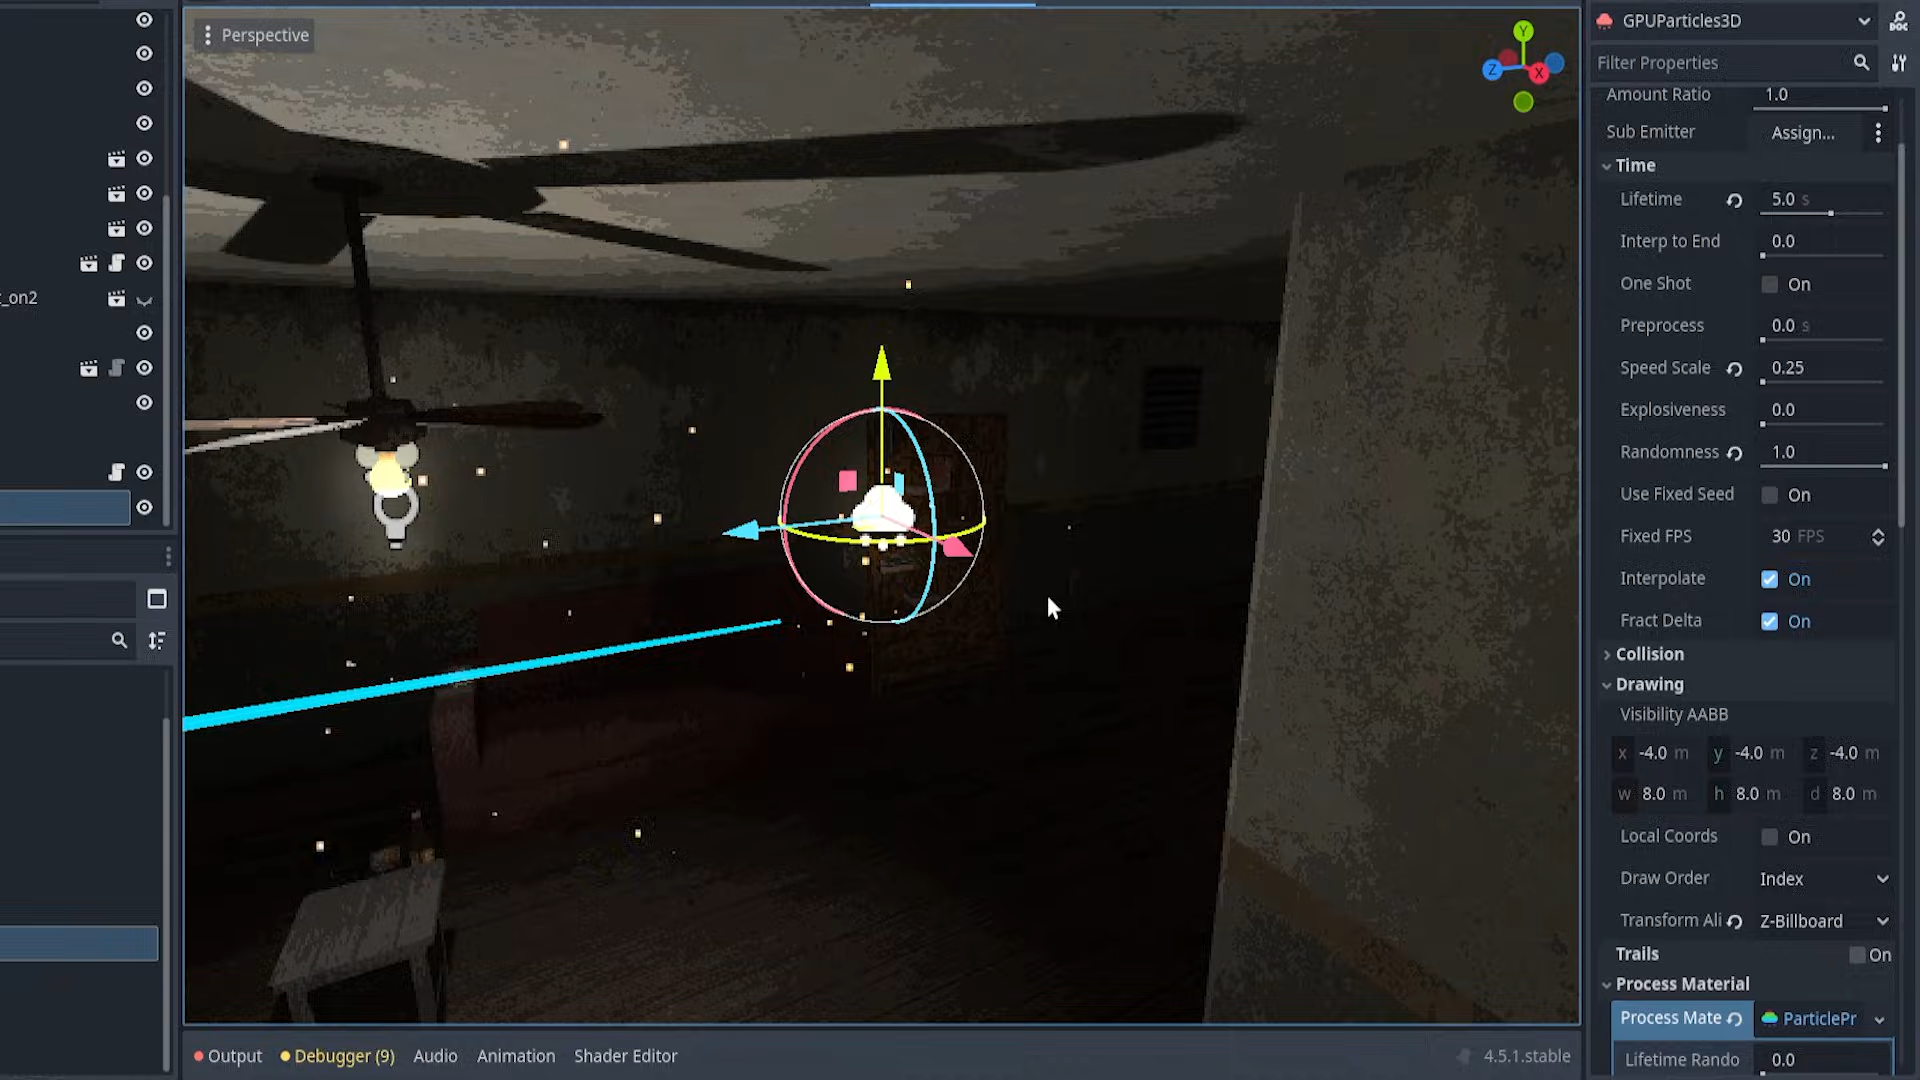 _on2
Perspective
Y
Z
X
GPUParticles3D
DOC
Filter Properties
Amount Ratio 1.0
Sub Emitter Assign...
Time
Lifetime 5.0 s
Interp to End 0.0
One Shot On
Preprocess 0.0 s
Speed Scale 0.25
Explosiveness 0.0
Randomness 1.0
Use Fixed Seed On
Fixed FPS 30 FPS
Interpolate On
Fract Delta On
Collision
Drawing
Visibility AABB
x -4.0 m y -4.0 m z -4.0 m
w 8.0 m h 8.0 m d 8.0 m
Local Coords On
Draw Order Index
Transform Ali Z-Billboard
Trails On
Process Material
Process Mate ParticlePr
Lifetime Rando 0.0
Output Debugger (9) Audio Animation Shader Editor 4.5.1.stable